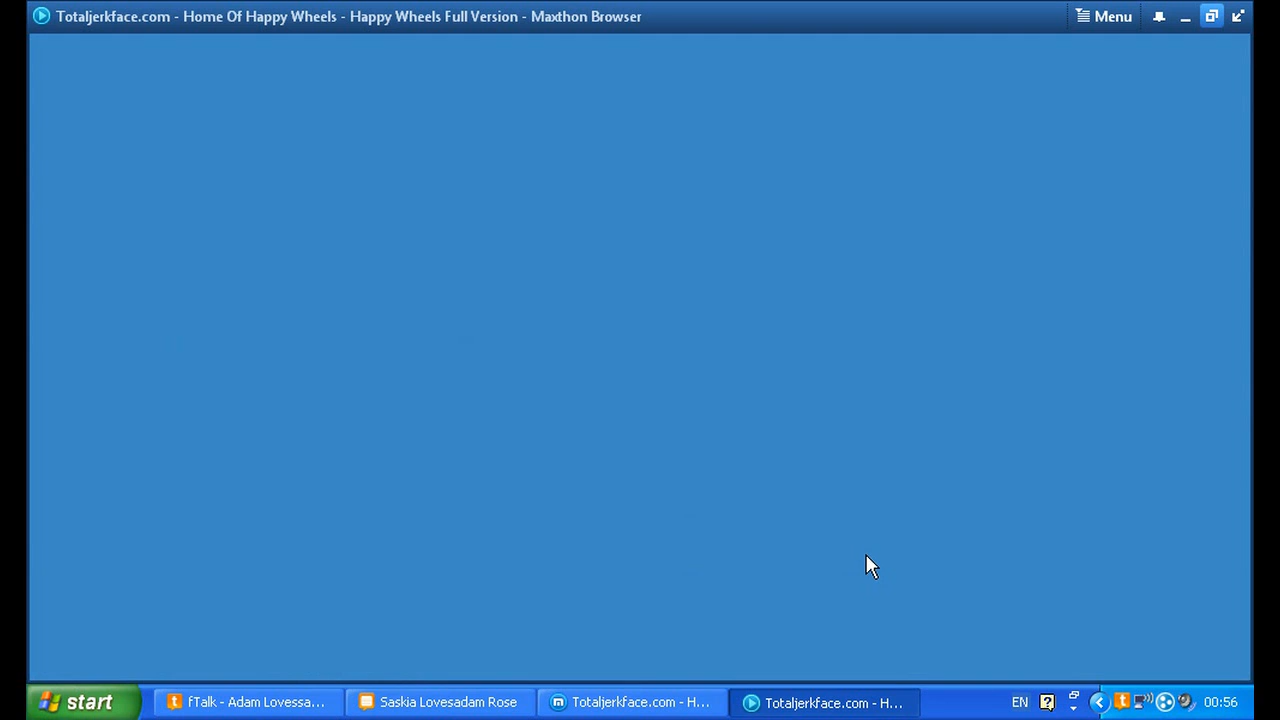 Totaljerkface.com - Home Of Happy Wheels - Happy Wheels Full Version - Maxthon Browser
Menu
start
fTalk - Adam Lovessa...
Saskia Lovesadam Rose
Totaljerkface.com - H...
Totaljerkface.com - H...
EN
00:56